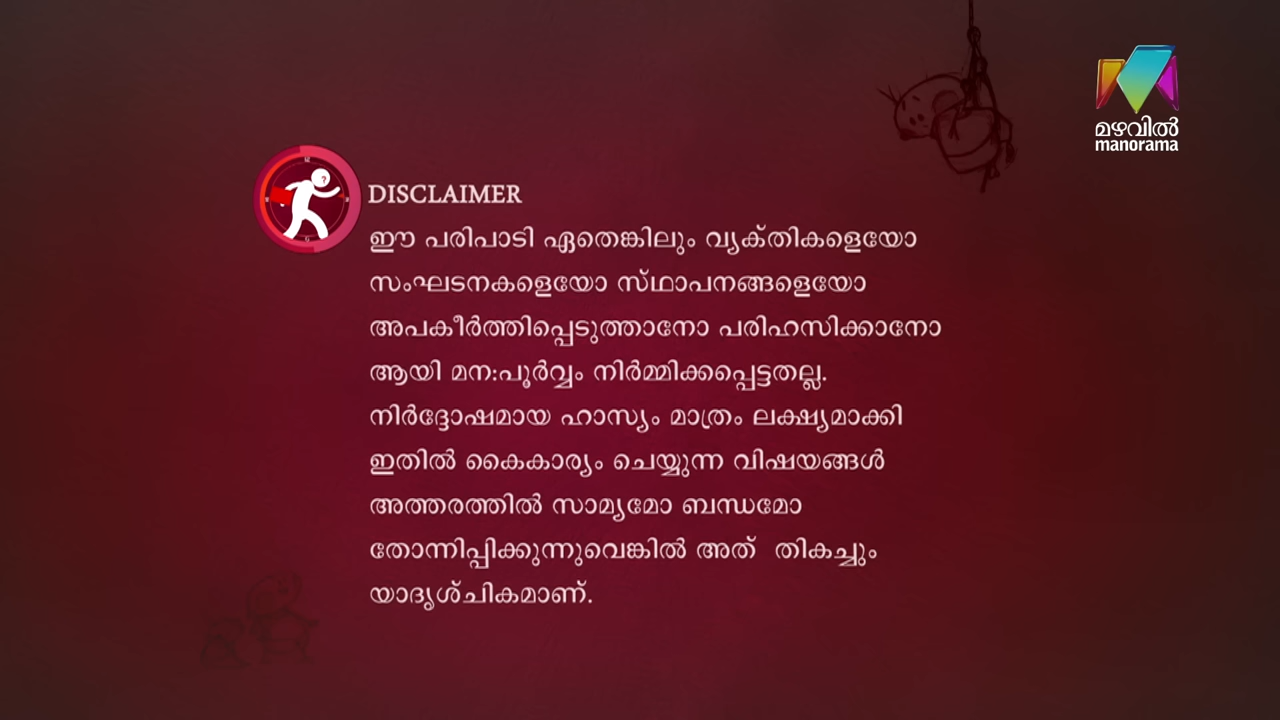 മഴവിൽ
manorama
DISCLAIMER
ഈ പരിപാടി ഏതെങ്കിലും വ്യക്തികളെയോ
സംഘടനകളെയോ സ്ഥാപനങ്ങളെയോ
അപകീർത്തിപ്പെടുത്താനോ പരിഹസിക്കാനോ
ആയി മന:പൂർവ്വം നിർമ്മിക്കപ്പെട്ടതല്ല.
നിർദ്ദോഷമായ ഹാസ്യം മാത്രം ലക്ഷ്യമാക്കി
ഇതിൽ കൈകാര്യം ചെയ്യുന്ന വിഷയങ്ങൾ
അത്തരത്തിൽ സാമ്യമോ ബന്ധമോ
തോന്നിപ്പിക്കുന്നുവെങ്കിൽ അത് തികച്ചും
യാദൃശ്ചികമാണ്.